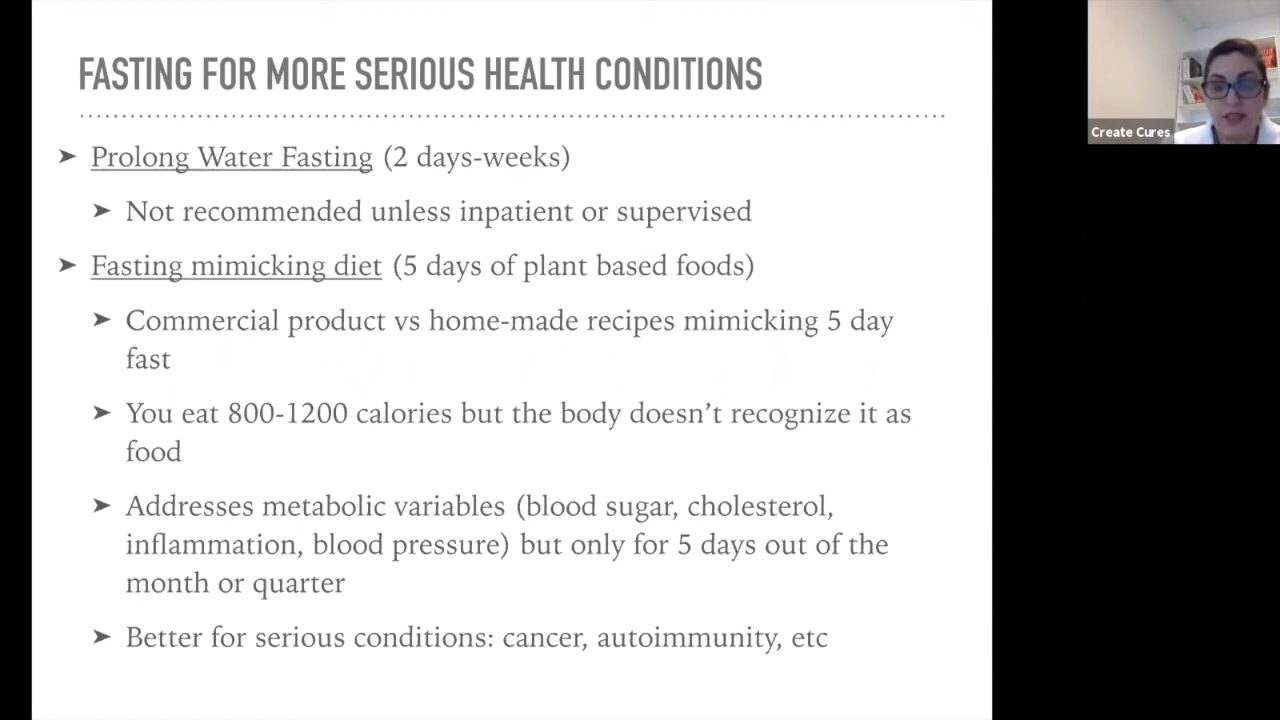 FASTING FOR MORE SERIOUS HEALTH CONDITIONS
➤ Prolong Water Fasting (2 days-weeks)
➤ Not recommended unless inpatient or supervised
➤ Fasting mimicking diet (5 days of plant based foods)
➤ Commercial product vs home-made recipes mimicking 5 day
fast
➤ You eat 800-1200 calories but the body doesn’t recognize it as
food
➤ Addresses metabolic variables (blood sugar, cholesterol,
inflammation, blood pressure) but only for 5 days out of the
month or quarter
➤ Better for serious conditions: cancer, autoimmunity, etc
Create Cures